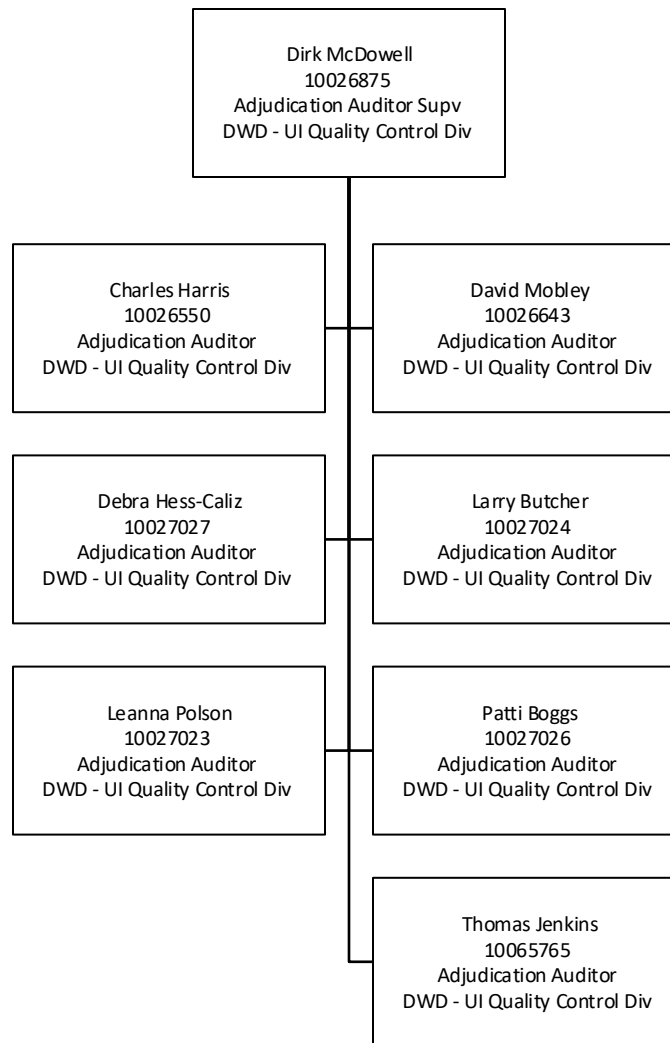 Dirk McDowell
10026875
Adjudication Auditor Supv
DWD - UI Quality Control Div
Charles Harris
10026550
Adjudication Auditor
DWD - UI Quality Control Div
David Mobley
10026643
Adjudication Auditor
DWD - UI Quality Control Div
Debra Hess-Caliz
10027027
Adjudication Auditor
DWD - UI Quality Control Div
Larry Butcher
10027024
Adjudication Auditor
DWD - UI Quality Control Div
Leanna Polson
10027023
Adjudication Auditor
DWD - UI Quality Control Div
Patti Boggs
10027026
Adjudication Auditor
DWD - UI Quality Control Div
Thomas Jenkins
10065765
Adjudication Auditor
DWD - UI Quality Control Div